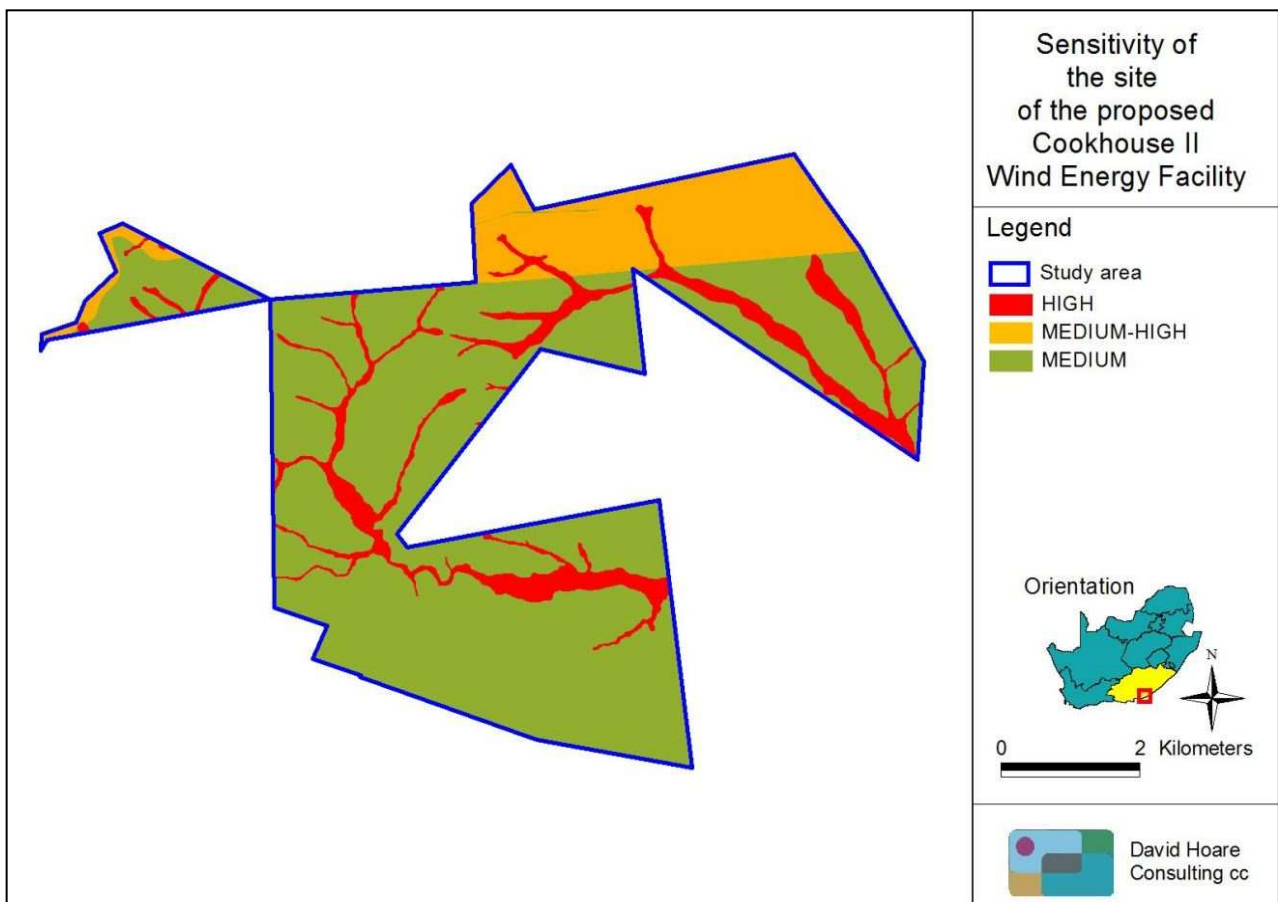 Sensitivity of
the site
of the proposed
Cookhouse II
Wind Energy Facility
Legend
Study area
HIGH
MEDIUM-HIGH
MEDIUM
Orientation
N
0 2 Kilometers
David Hoare
Consulting cc